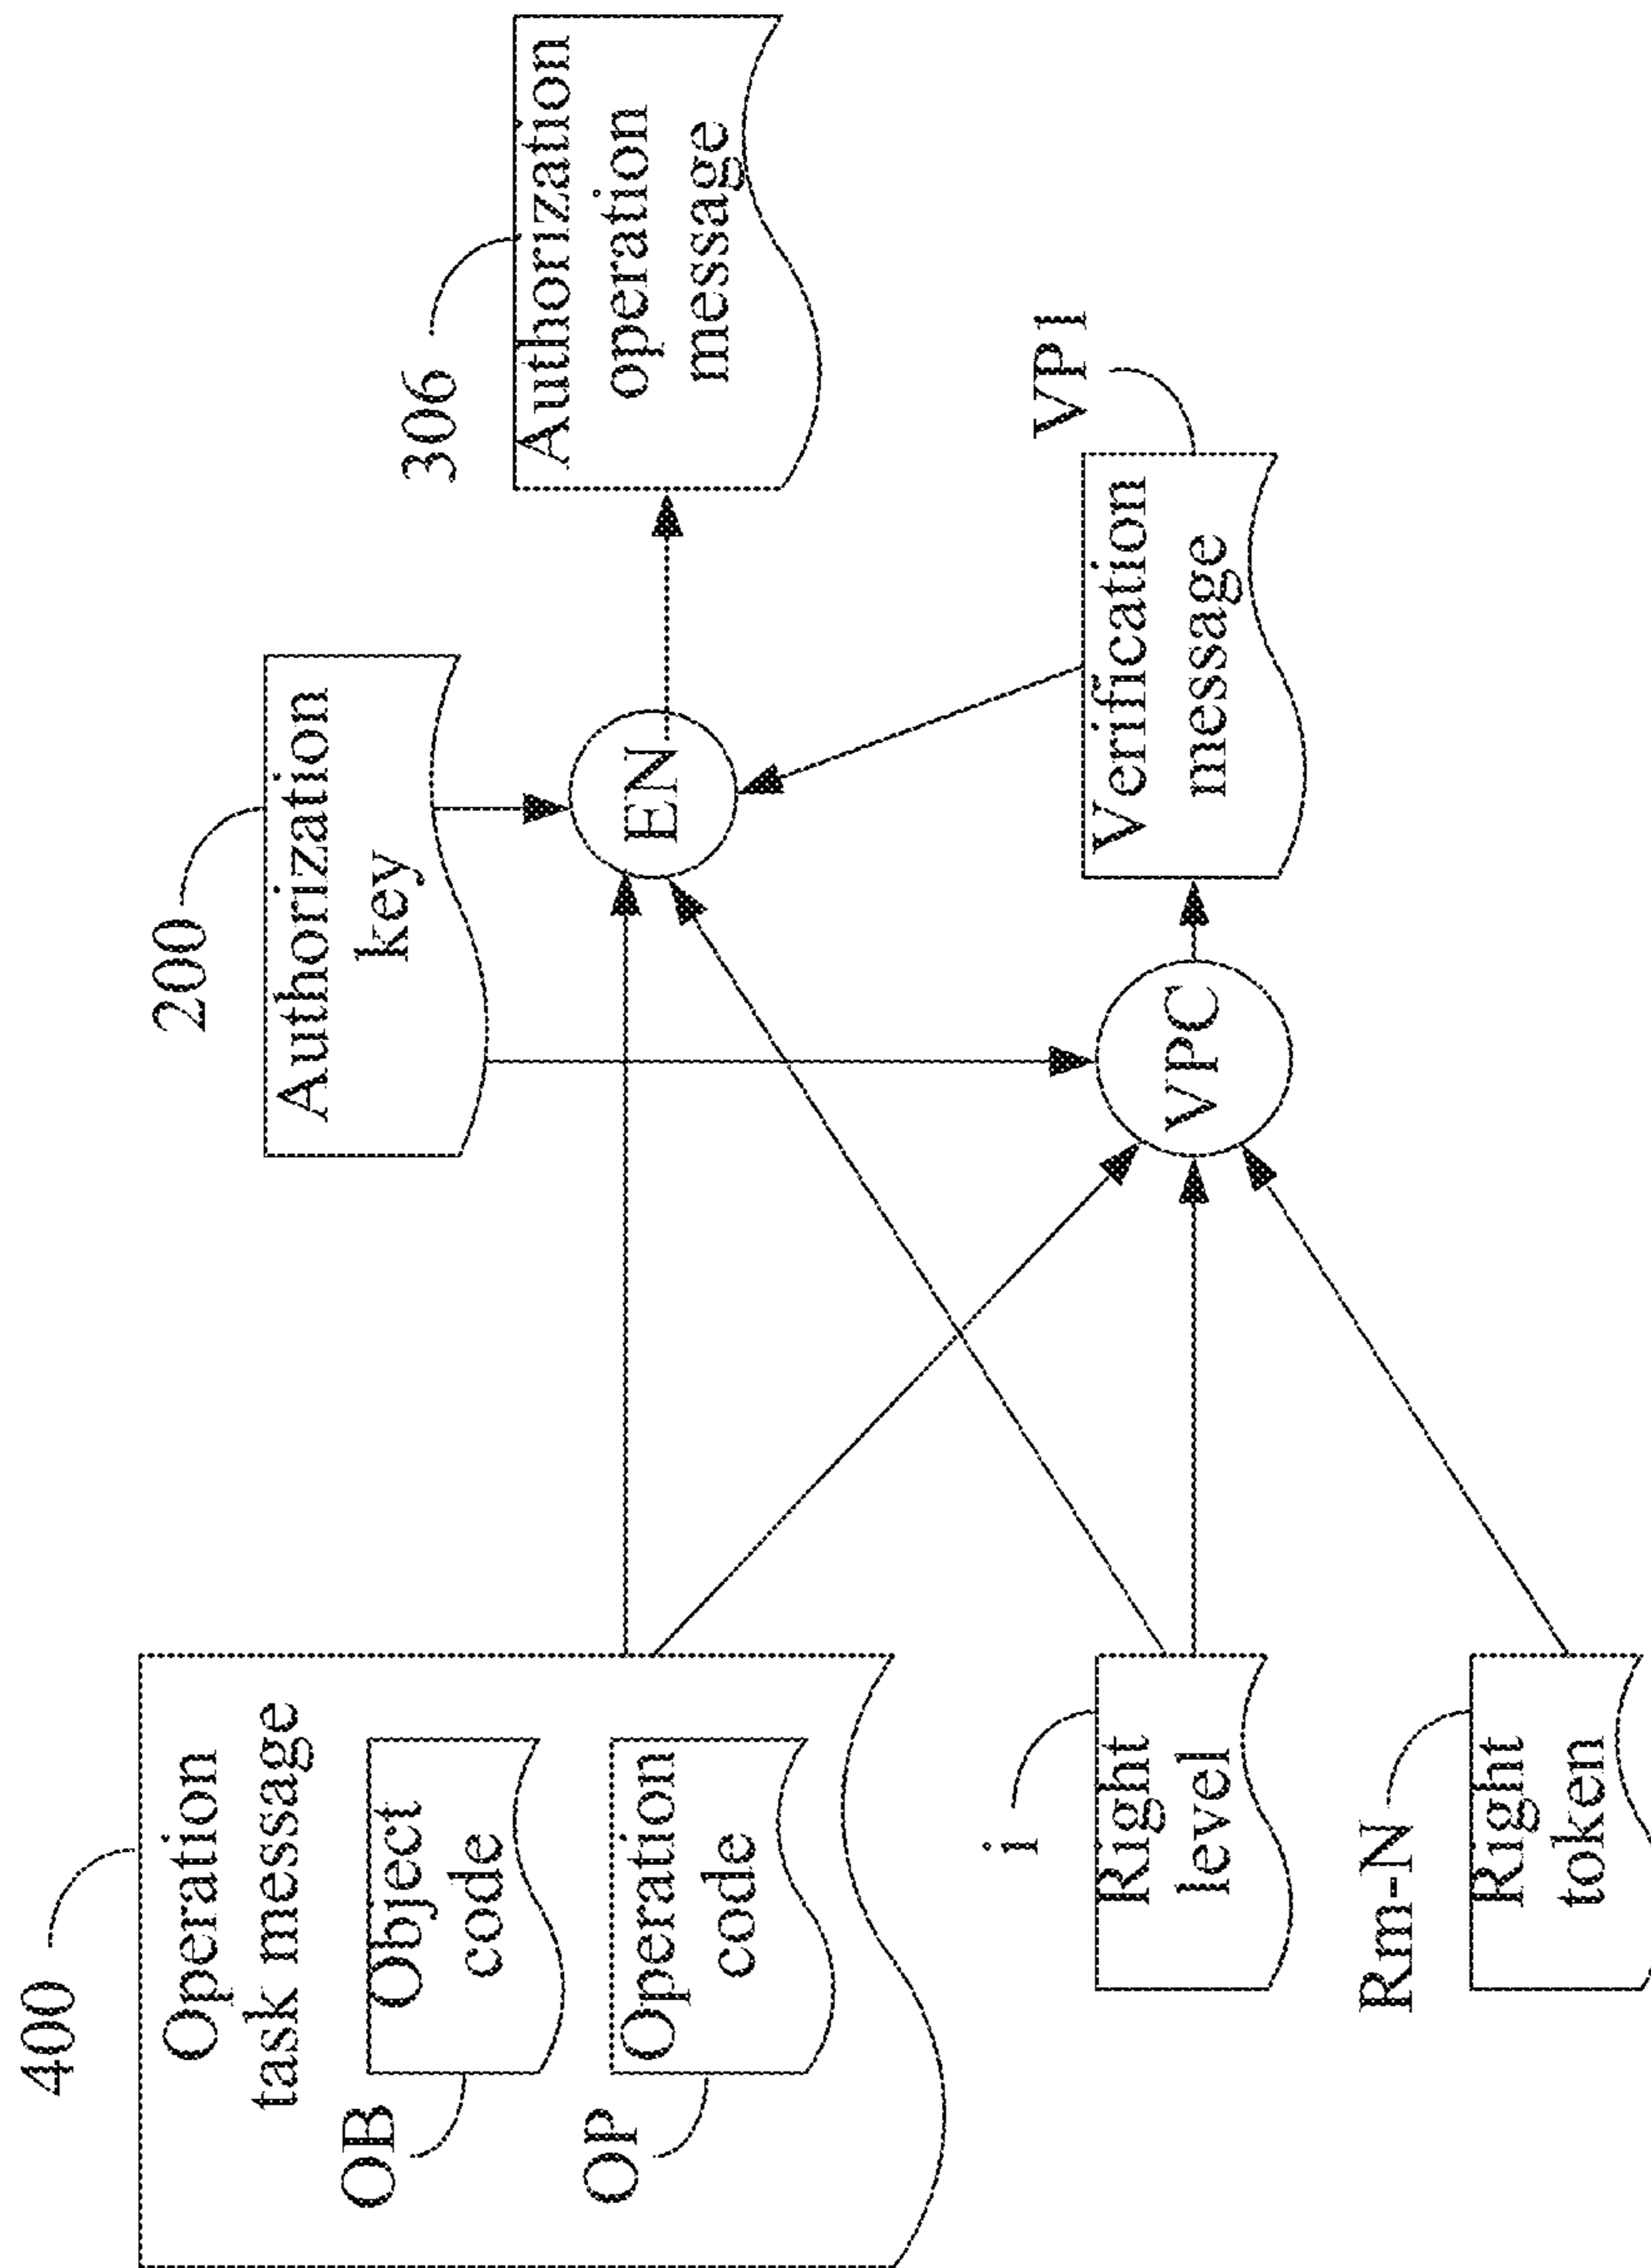 400
Operation
task message
OB
Object
code
OP
Operation
code
i
Right
level
Rm-N
Right
token
200
Authorization
key
EN
VPC
306
Authorization
operation
message
VP1
Verification
message